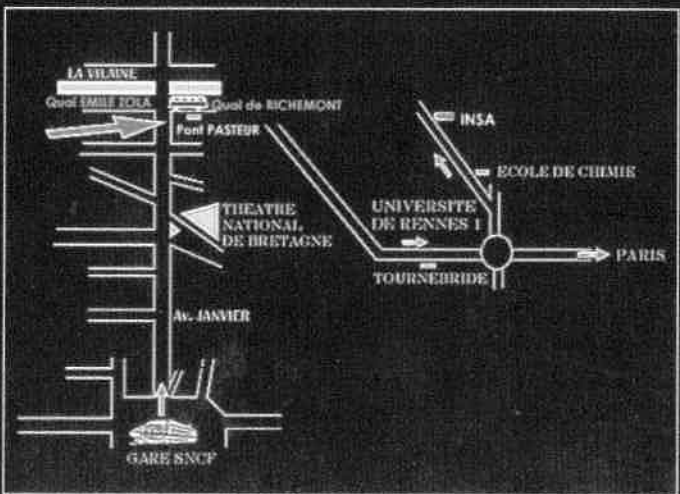 LA VILAINE
Quai EMILE ZOLA
Quai de RICHEMONT
Pont PASTEUR
THEATRE
NATIONAL
DE BRETAGNE
Av. JANVIER
GARE SNCF
INSA
ECOLE DE CHIMIE
UNIVERSITE
DE RENNES 1
TOURNEBRIDE
PARIS